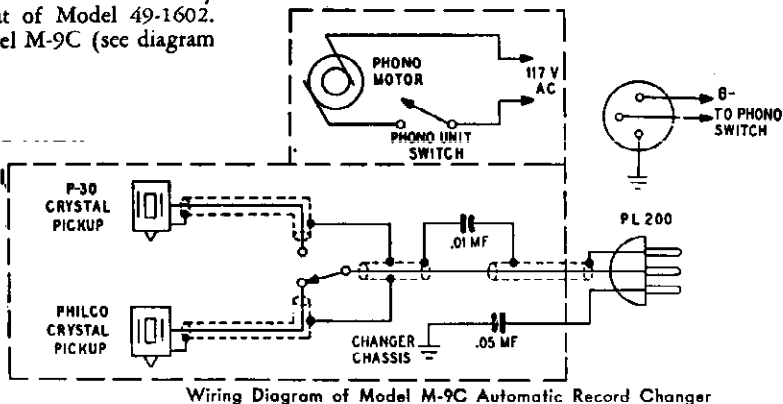 ut of Model 49-1602.
el M-9C (see diagram
PHONO
MOTOR
117 V
AC
PHONO UNIT
SWITCH
B-
TO PHONO
SWITCH
P-30
CRYSTAL
PICKUP
.01 MF
PL 200
PHILCO
CRYSTAL
PICKUP
CHANGER
CHASSIS
.05 MF
Wiring Diagram of Model M-9C Automatic Record Changer